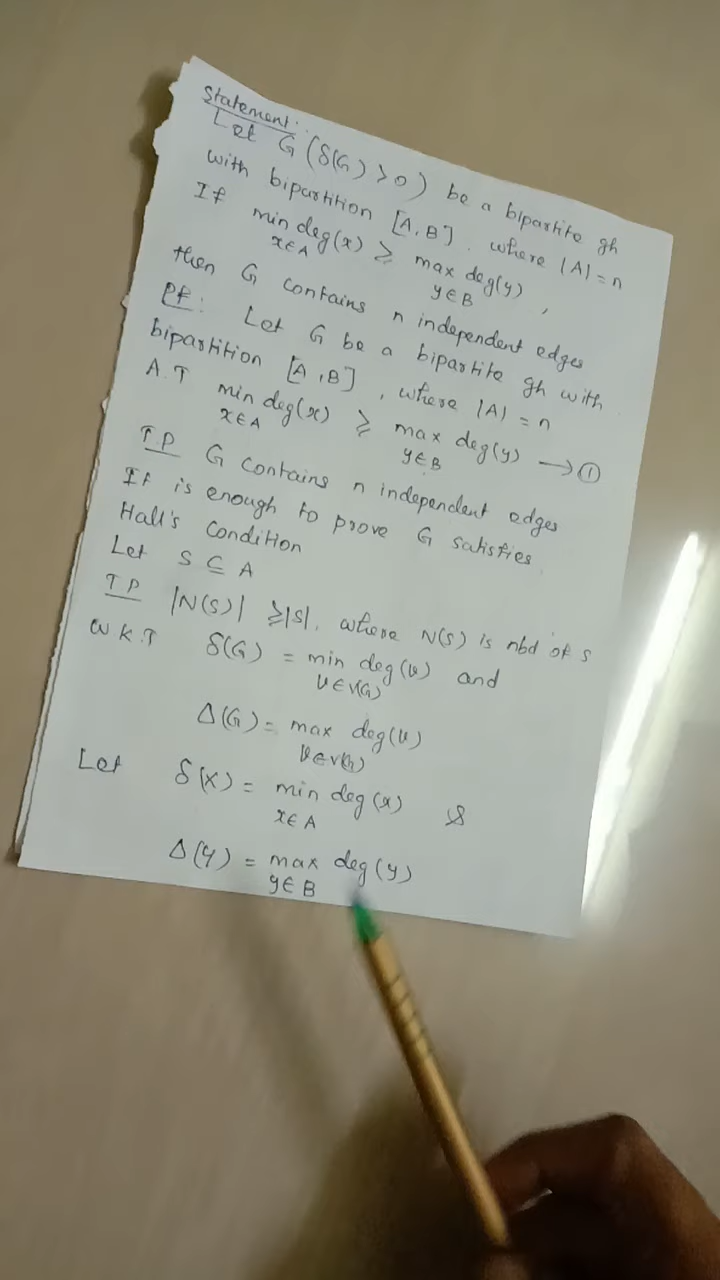 Statement:
Let G (δ(G) > 0) be a bipartite gh
with bipartition [A, B], where |A| = n
If min deg(x) ≥ max deg(y),
x∈A y∈B
then G contains n independent edges
Pf: Let G be a bipartite gh with
bipartition [A, B], where |A| = n
A.T min deg(x) ≥ max deg(y) → ①
x∈A y∈B
T.P G contains n independent edges
It is enough to prove G satisfies
Hall's Condition
Let S ⊆ A
T.P |N(S)| ≥ |S|, where N(S) is nbd of S
W.K.T δ(G) = min deg(v) and
v∈V(G)
Δ(G) = max deg(v)
v∈V(G)
Let δ(X) = min deg(x) &
x∈A
Δ(Y) = max deg(y)
y∈B